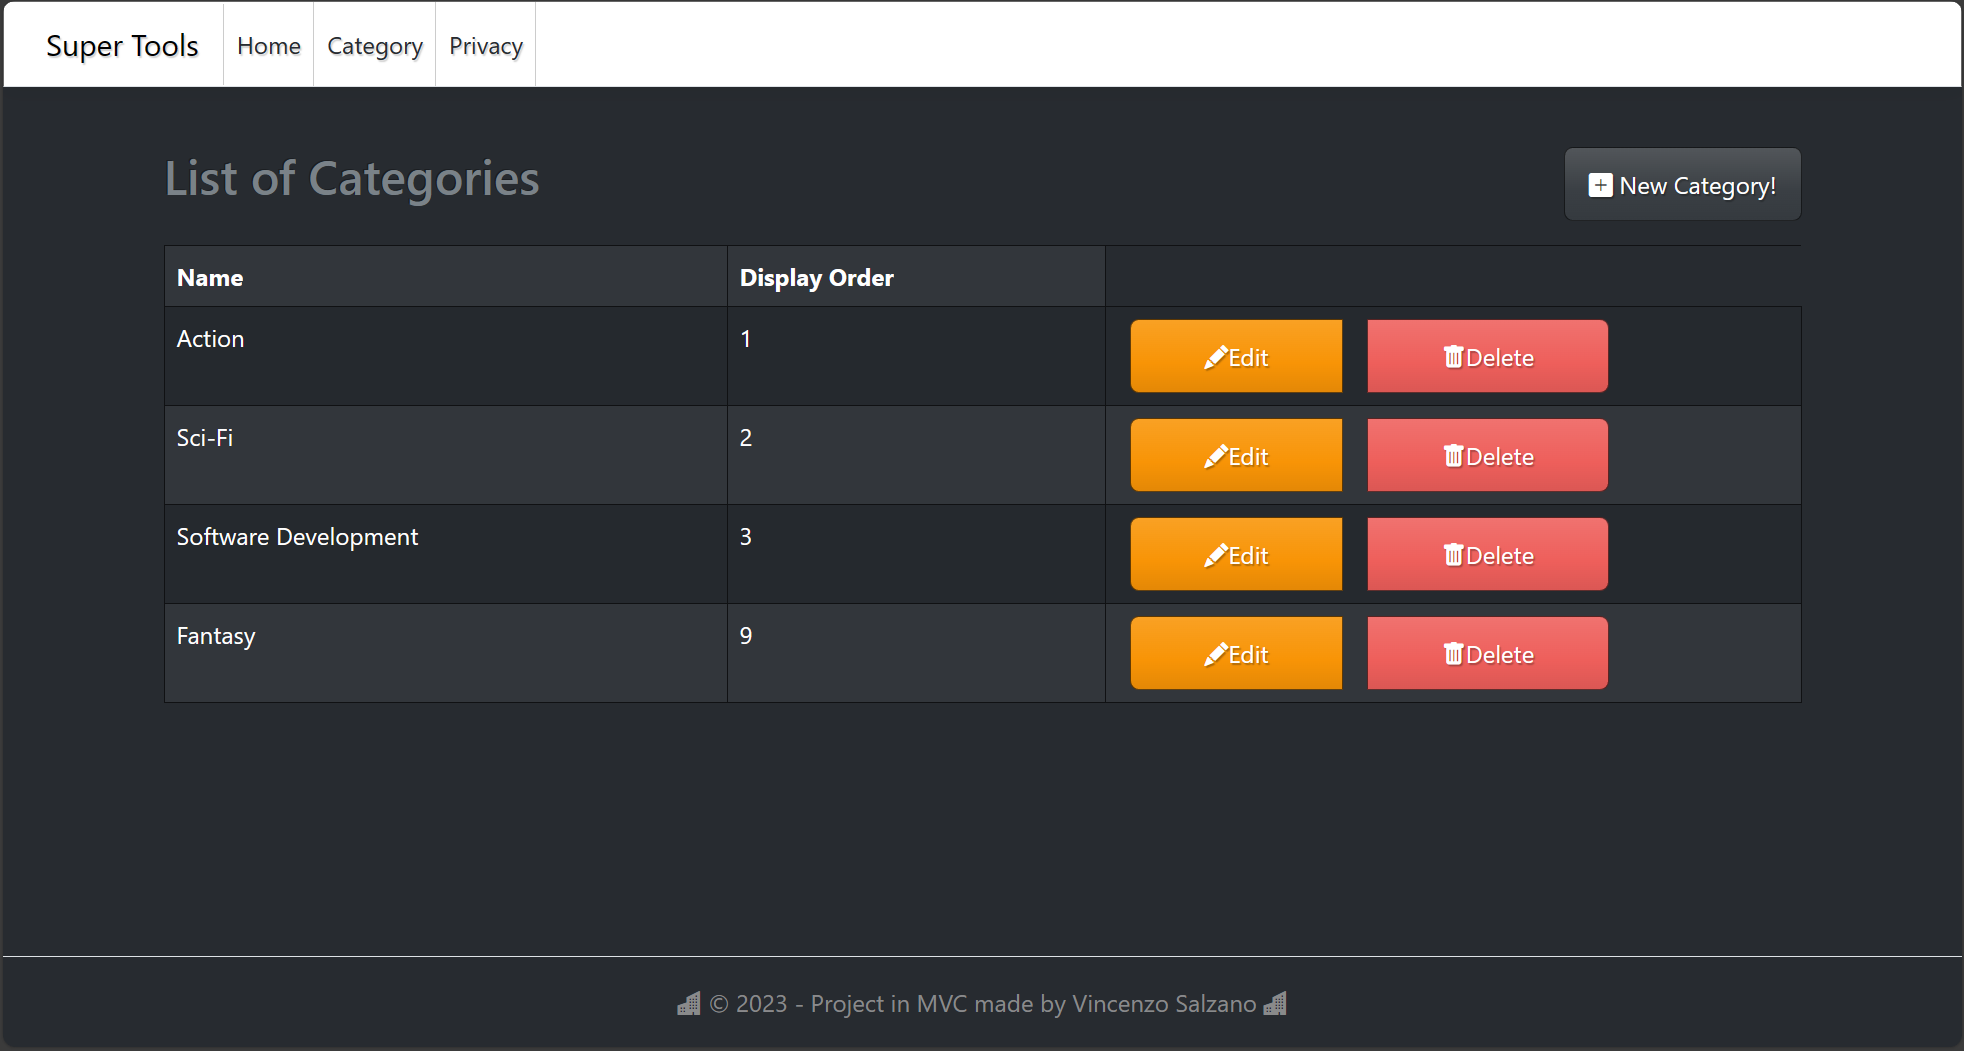 Super Tools Home Category Privacy
List of Categories
New Category!
Name Display Order
Action 1 Edit Delete
Sci-Fi 2 Edit Delete
Software Development 3 Edit Delete
Fantasy 9 Edit Delete
© 2023 - Project in MVC made by Vincenzo Salzano